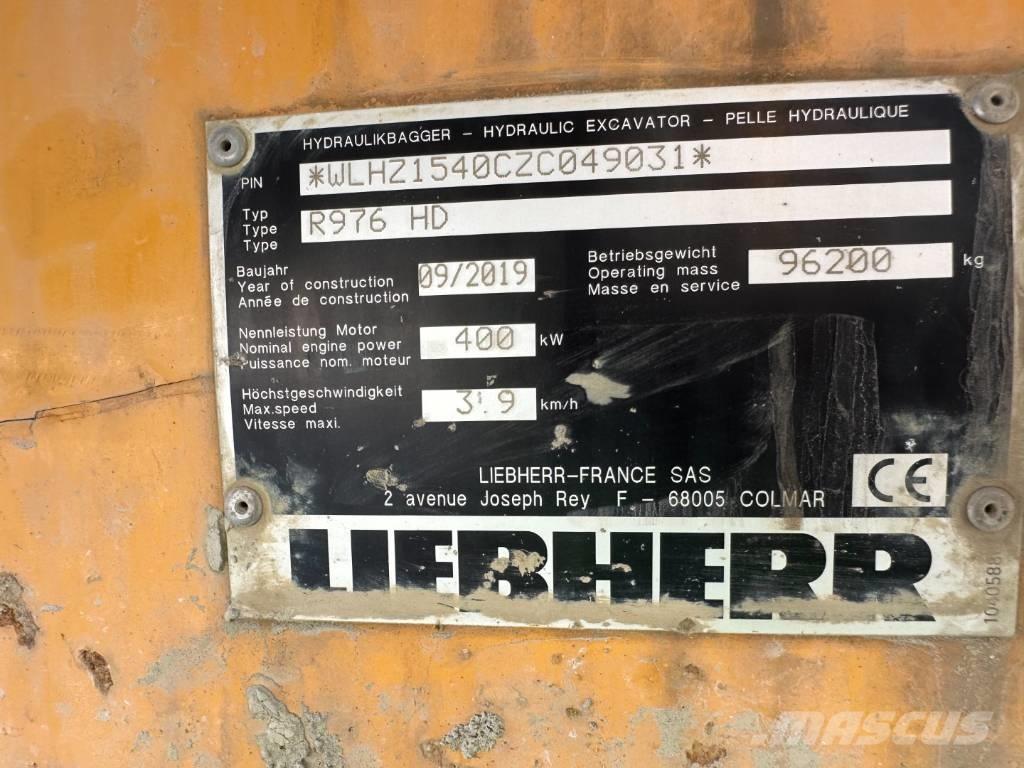 HYDRAULIKBAGGER – HYDRAULIC EXCAVATOR – PELLE HYDRAULIQUE
PIN *WLHZ1540CZC049031*
Typ
Type R976 HD
Type
Baujahr
Year of construction 09/2019
Année de construction
Betriebsgewicht
Operating mass 96200 kg
Masse en service
Nennleistung Motor
Nominal engine power 400 kW
Puissance nom. moteur
Höchstgeschwindigkeit
Max.speed 3.9 km/h
Vitesse maxi.
LIEBHERR–FRANCE SAS
2 avenue Joseph Rey F – 68005 COLMAR
CE
LIEBHERR
MASCUS